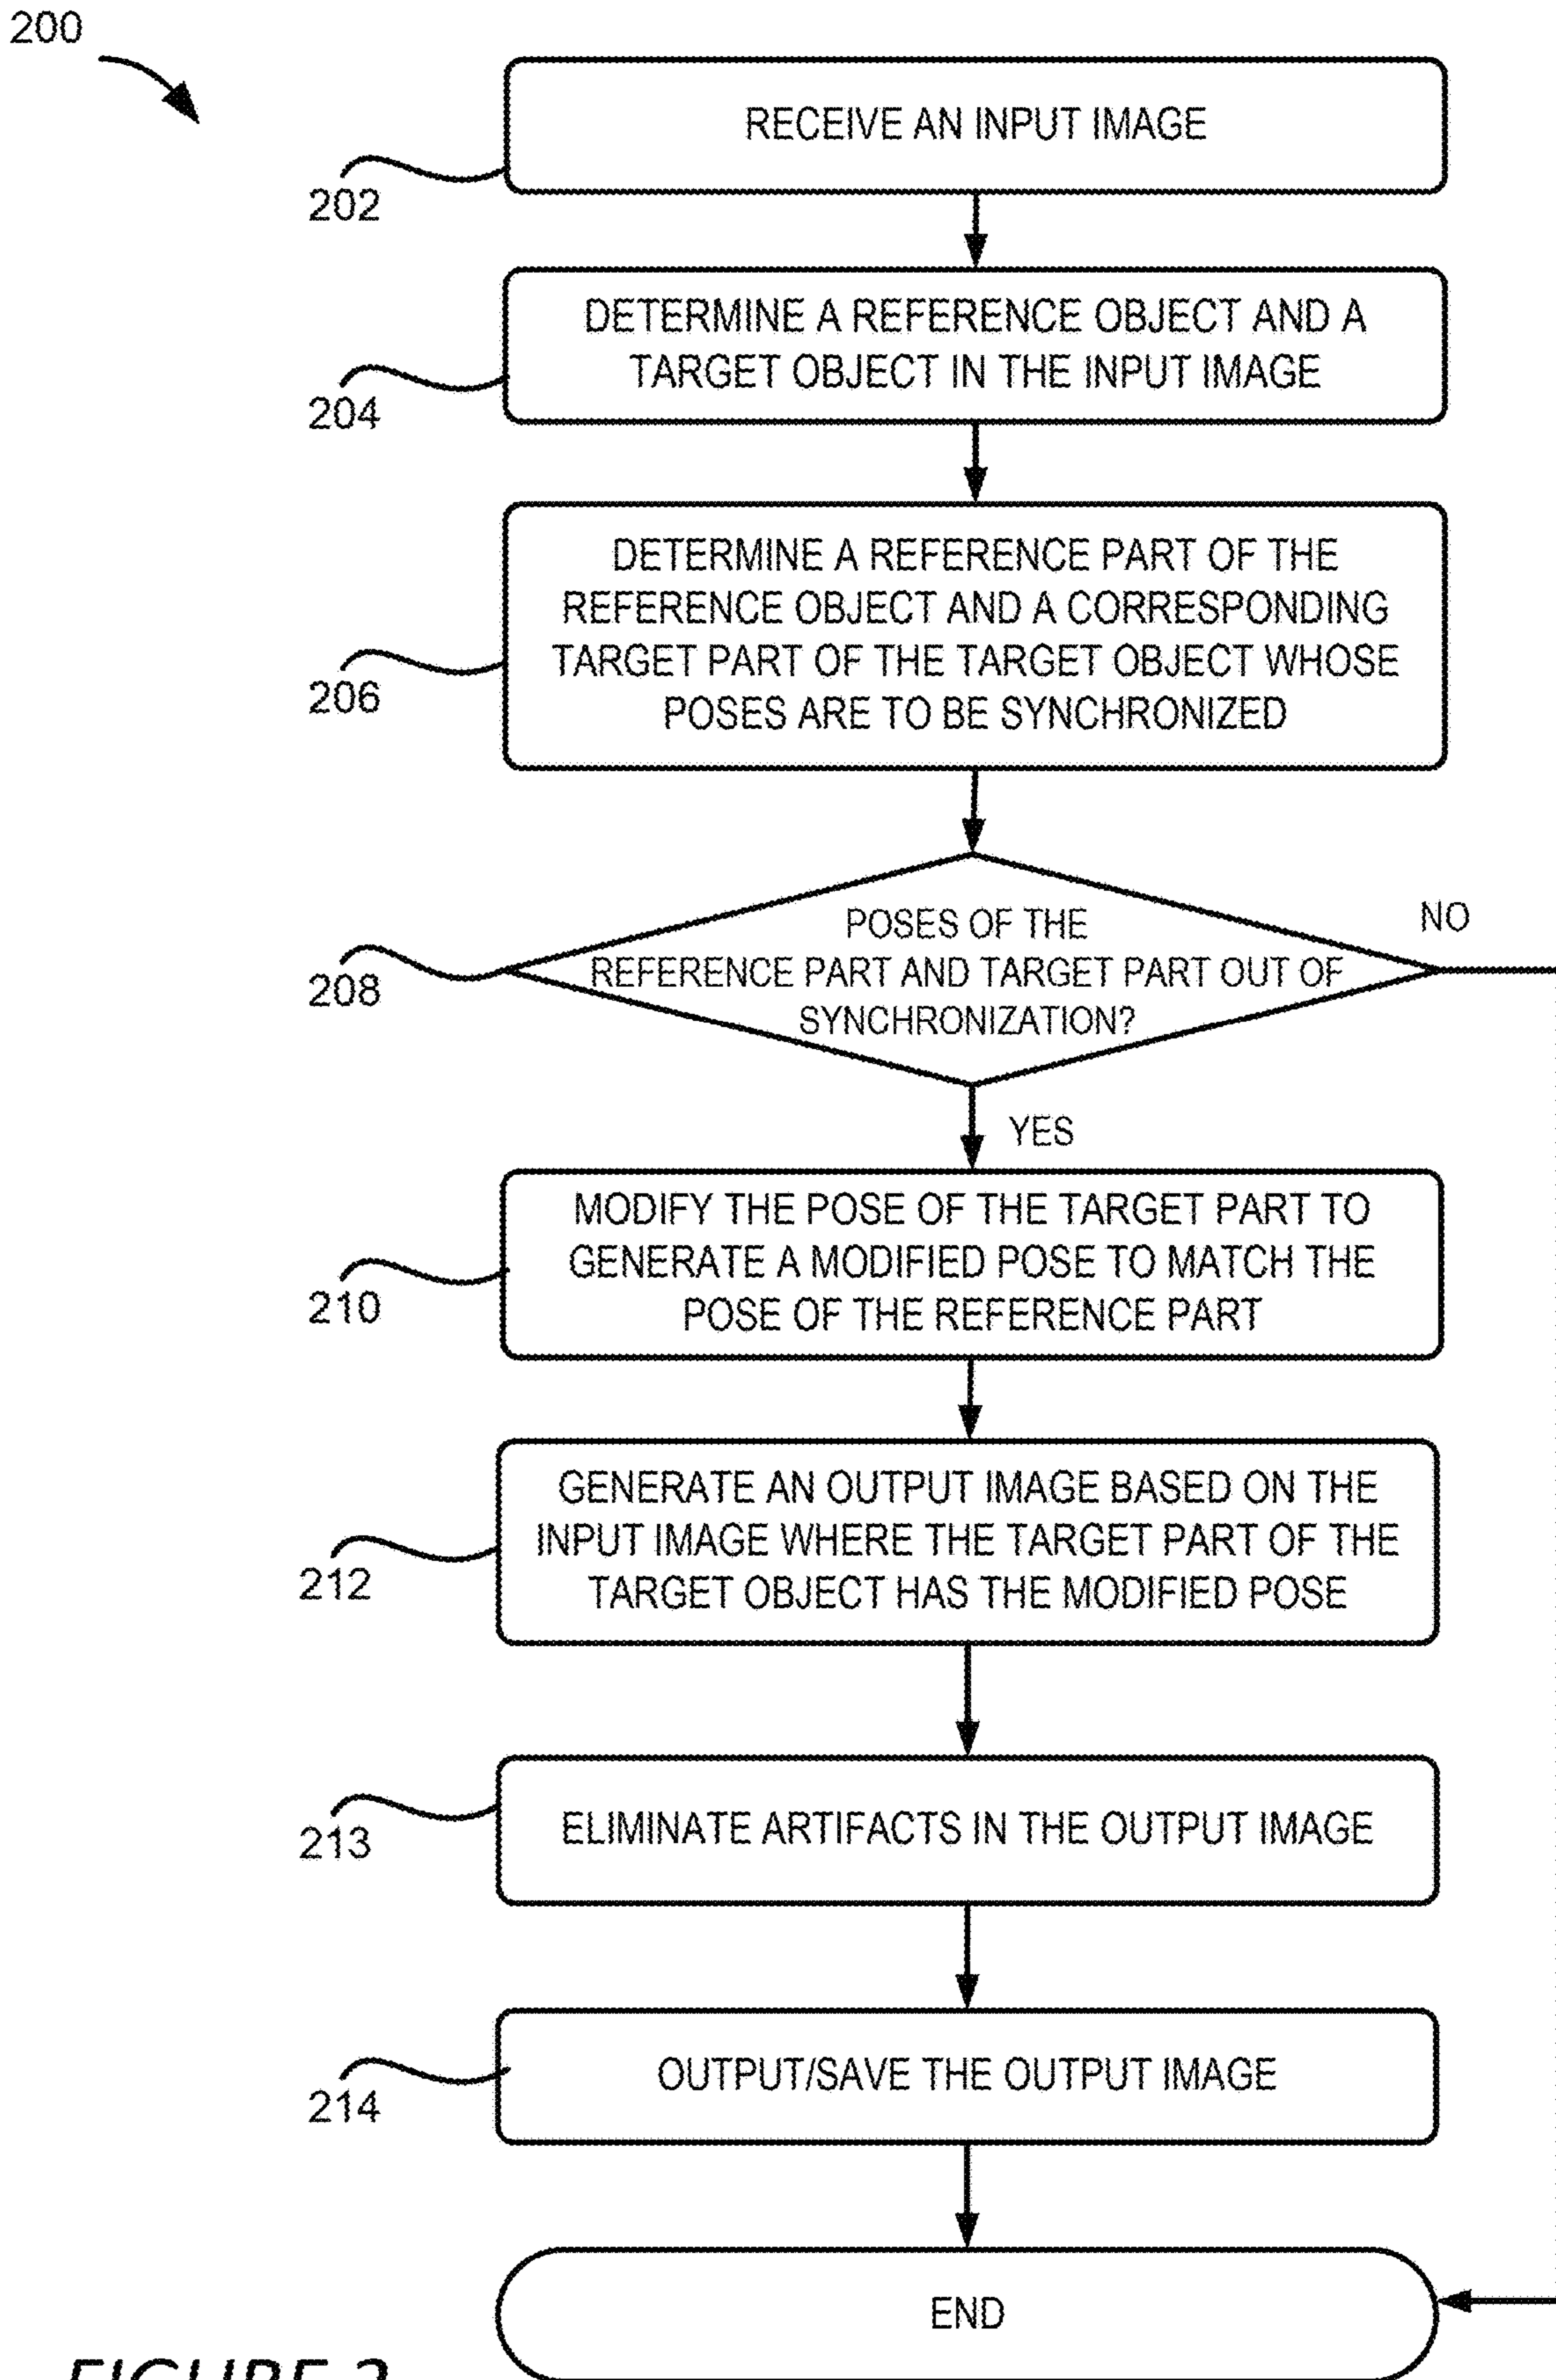 200
RECEIVE AN INPUT IMAGE
202
DETERMINE A REFERENCE OBJECT AND A
TARGET OBJECT IN THE INPUT IMAGE
204
DETERMINE A REFERENCE PART OF THE
REFERENCE OBJECT AND A CORRESPONDING
TARGET PART OF THE TARGET OBJECT WHOSE
POSES ARE TO BE SYNCHRONIZED
206
POSES OF THE
REFERENCE PART AND TARGET PART OUT OF
SYNCHRONIZATION?
NO
208
YES
MODIFY THE POSE OF THE TARGET PART TO
GENERATE A MODIFIED POSE TO MATCH THE
POSE OF THE REFERENCE PART
210
GENERATE AN OUTPUT IMAGE BASED ON THE
INPUT IMAGE WHERE THE TARGET PART OF THE
TARGET OBJECT HAS THE MODIFIED POSE
212
ELIMINATE ARTIFACTS IN THE OUTPUT IMAGE
213
OUTPUT/SAVE THE OUTPUT IMAGE
214
END
FIGURE 2